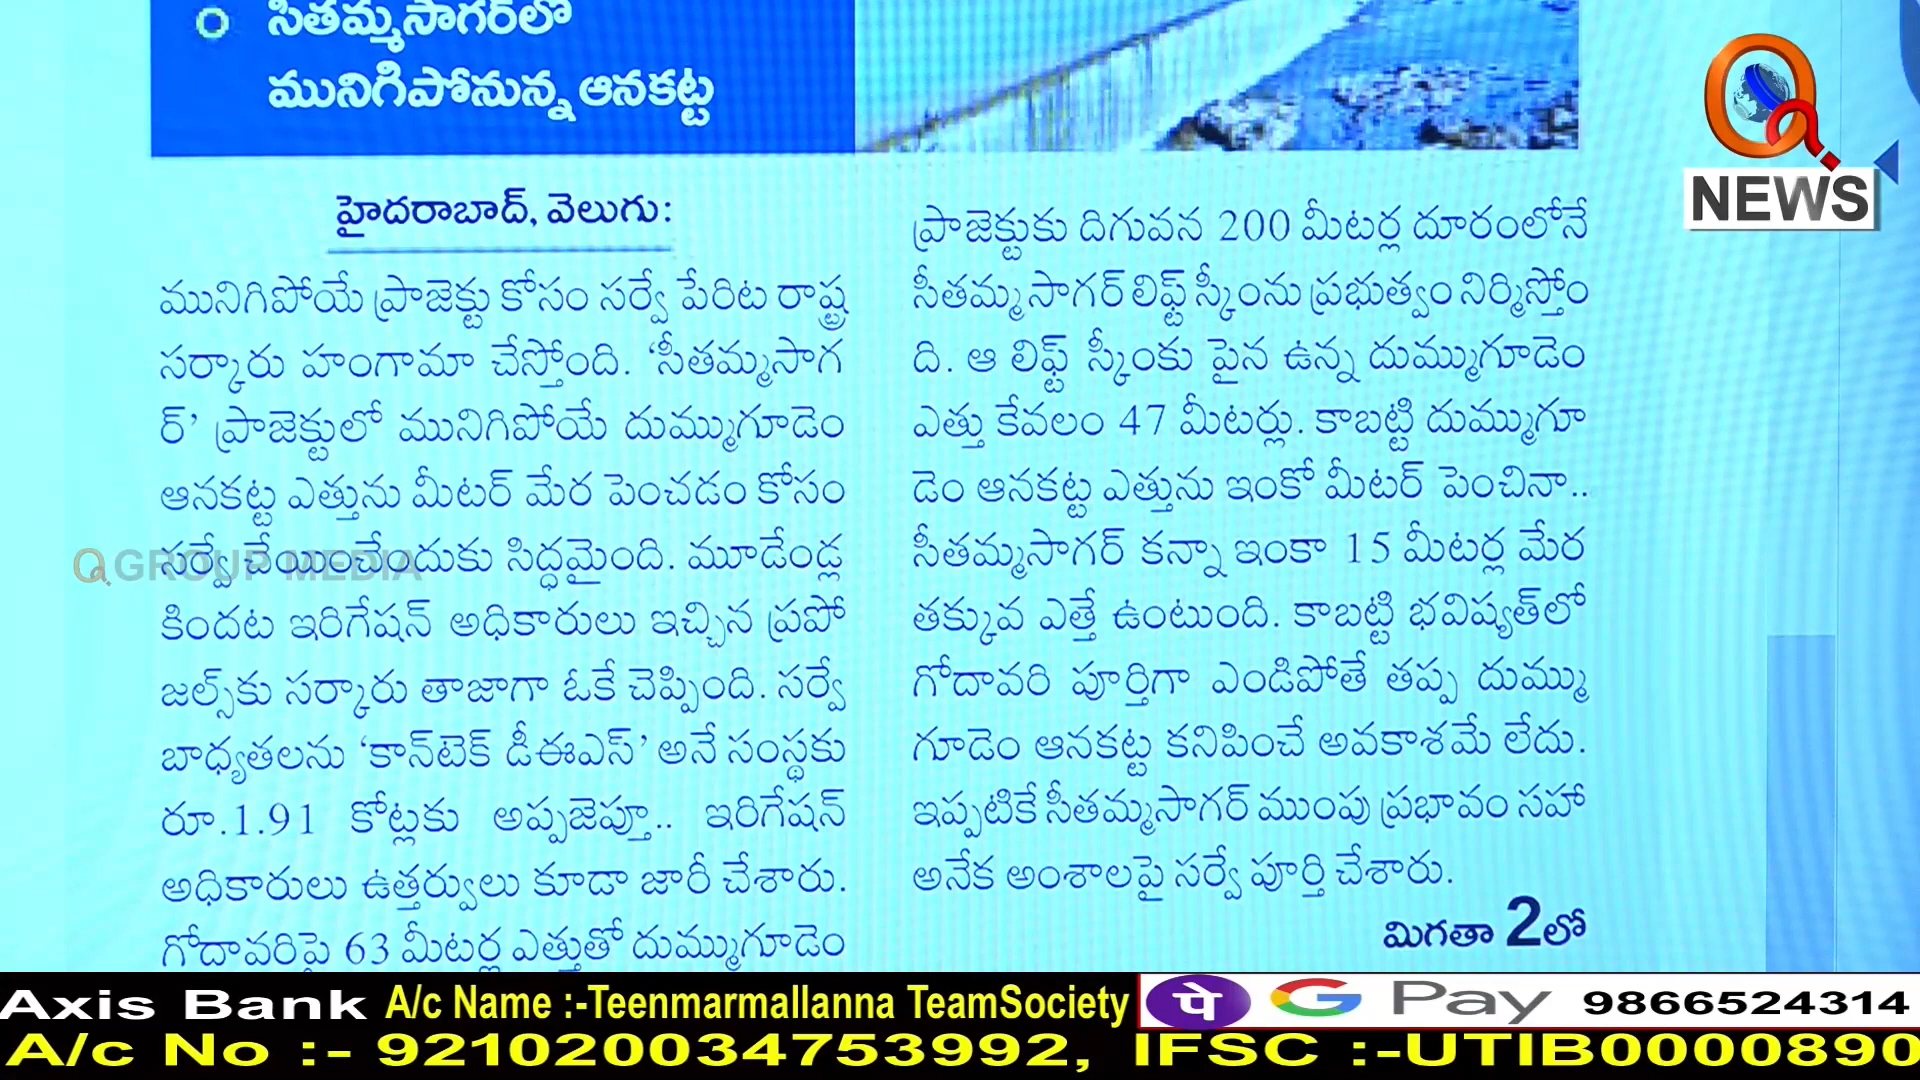 సీతమ్మసాగర్‌లో
మునిగిపోనున్న ఆనకట్ట
Q
NEWS
హైదరాబాద్, వెలుగు:
మునిగిపోయే ప్రాజెక్టు కోసం సర్వే పేరిట రాష్ట్ర
సర్కారు హంగామా చేస్తోంది. ‘సీతమ్మసాగ
ర్’ ప్రాజెక్టులో మునిగిపోయే దుమ్ముగూడెం
ఆనకట్ట ఎత్తును మీటర్ మేర పెంచడం కోసం
సర్వే చేయించేందుకు సిద్ధమైంది. మూడేండ్ల
కిందట ఇరిగేషన్ అధికారులు ఇచ్చిన ప్రపో
జల్స్‌కు సర్కారు తాజాగా ఓకే చెప్పింది. సర్వే
బాధ్యతలను ‘కాన్‌టెక్ డీఈఎస్’ అనే సంస్థకు
రూ.1.91 కోట్లకు అప్పజెప్తూ.. ఇరిగేషన్
అధికారులు ఉత్తర్వులు కూడా జారీ చేశారు.
గోదావరిపై 63 మీటర్ల ఎత్తుతో దుమ్ముగూడెం
ప్రాజెక్టుకు దిగువన 200 మీటర్ల దూరంలోనే
సీతమ్మ సాగర్ లిఫ్ట్ స్కీంను ప్రభుత్వం నిర్మిస్తోం
ది. ఆ లిఫ్ట్ స్కీంకు పైన ఉన్న దుమ్ముగూడెం
ఎత్తు కేవలం 47 మీటర్లు. కాబట్టి దుమ్ముగూ
డెం ఆనకట్ట ఎత్తును ఇంకో మీటర్ పెంచినా..
సీతమ్మసాగర్ కన్నా ఇంకా 15 మీటర్ల మేర
తక్కువ ఎత్తే ఉంటుంది. కాబట్టి భవిష్యత్‌లో
గోదావరి పూర్తిగా ఎండిపోతే తప్ప దుమ్ము
గూడెం ఆనకట్ట కనిపించే అవకాశమే లేదు.
ఇప్పటికే సీతమ్మసాగర్ ముంపు ప్రభావం సహా
అనేక అంశాలపై సర్వే పూర్తి చేశారు.
మిగతా 2లో
Q GROUP MEDIA
Axis Bank A/c Name :-Teenmarmallanna TeamSociety पे G Pay 9866524314
A/c No :- 921020034753992, IFSC :-UTIB0000890